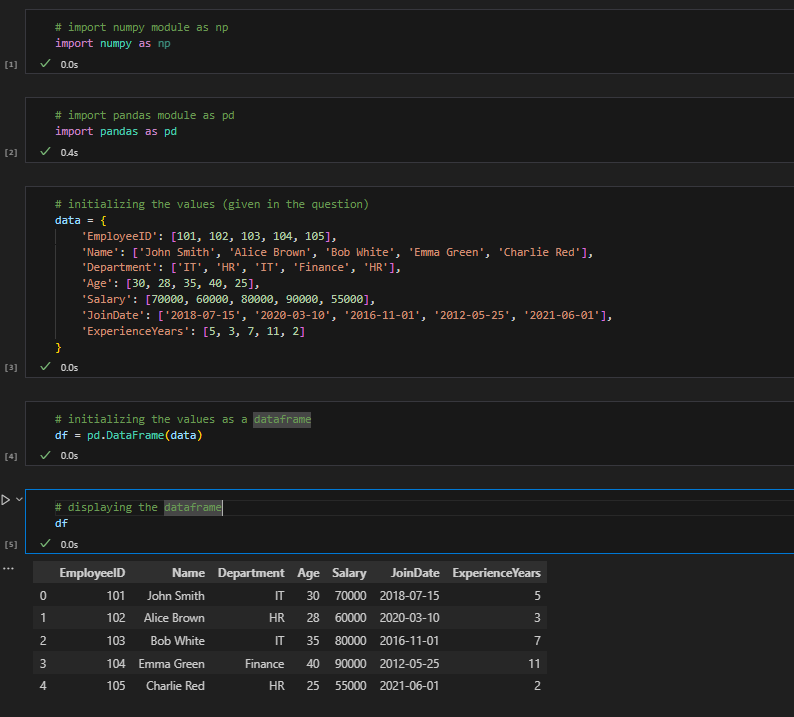 # import numpy module as np
import numpy as np
[1] 0.0s
# import pandas module as pd
import pandas as pd
[2] 0.4s
# initializing the values (given in the question)
data = {
    'EmployeeID': [101, 102, 103, 104, 105],
    'Name': ['John Smith', 'Alice Brown', 'Bob White', 'Emma Green', 'Charlie Red'],
    'Department': ['IT', 'HR', 'IT', 'Finance', 'HR'],
    'Age': [30, 28, 35, 40, 25],
    'Salary': [70000, 60000, 80000, 90000, 55000],
    'JoinDate': ['2018-07-15', '2020-03-10', '2016-11-01', '2012-05-25', '2021-06-01'],
    'ExperienceYears': [5, 3, 7, 11, 2]
}
[3] 0.0s
# initializing the values as a dataframe
df = pd.DataFrame(data)
[4] 0.0s
# displaying the dataframe
df
[5] 0.0s
EmployeeID Name Department Age Salary JoinDate ExperienceYears
0 101 John Smith IT 30 70000 2018-07-15 5
1 102 Alice Brown HR 28 60000 2020-03-10 3
2 103 Bob White IT 35 80000 2016-11-01 7
3 104 Emma Green Finance 40 90000 2012-05-25 11
4 105 Charlie Red HR 25 55000 2021-06-01 2